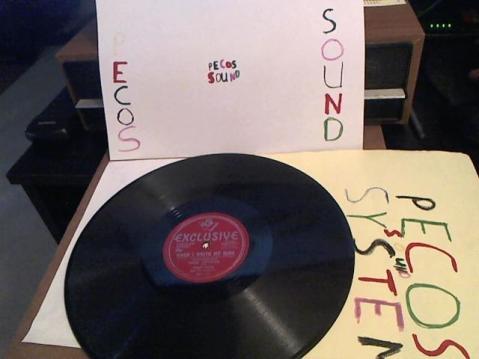 PECOS
PECOS
SOUND
SOUND
EXCLUSIVE
PECOS
SOUND
SYSTEM